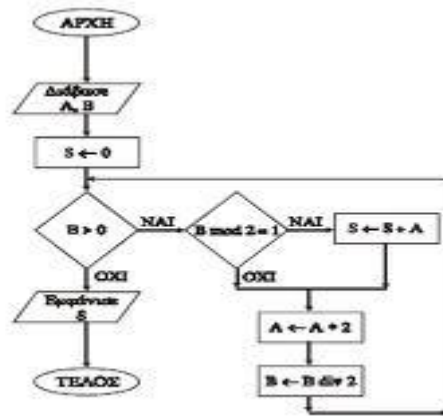 ΑΡΧΗ
Διάβασε
Α, Β
S ← 0
Β > 0
ΝΑΙ
Β mod 2 = 1
ΝΑΙ
S ← S + A
ΟΧΙ
ΟΧΙ
Εμφάνισε
S
Α ← Α * 2
ΤΕΛΟΣ
Β ← Β div 2